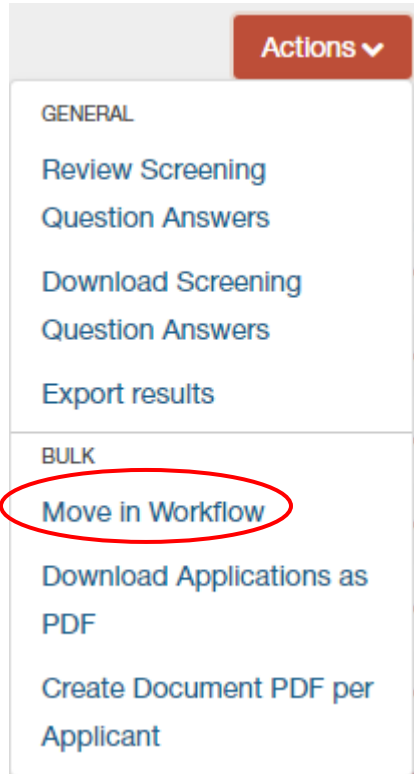 Actions
GENERAL
Review Screening
Question Answers
Download Screening
Question Answers
Export results
BULK
Move in Workflow
Download Applications as
PDF
Create Document PDF per
Applicant